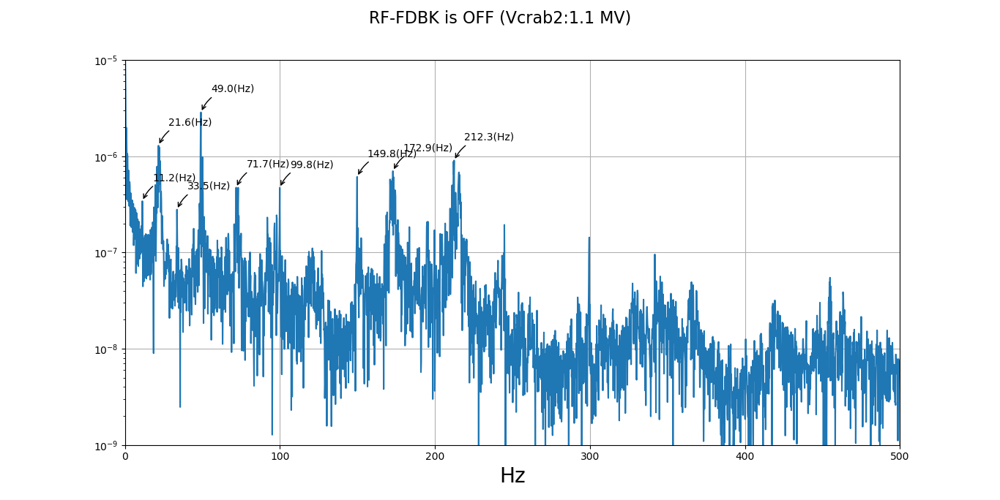 RF-FDBK is OFF (Vcrab2:1.1 MV)
10⁻⁵
49.0(Hz)
21.6(Hz)
212.3(Hz)
172.9(Hz)
149.8(Hz)
10⁻⁶
71.7(Hz)
99.8(Hz)
11.2(Hz)
33.5(Hz)
10⁻⁷
10⁻⁸
10⁻⁹
0 100 200 300 400 500
Hz